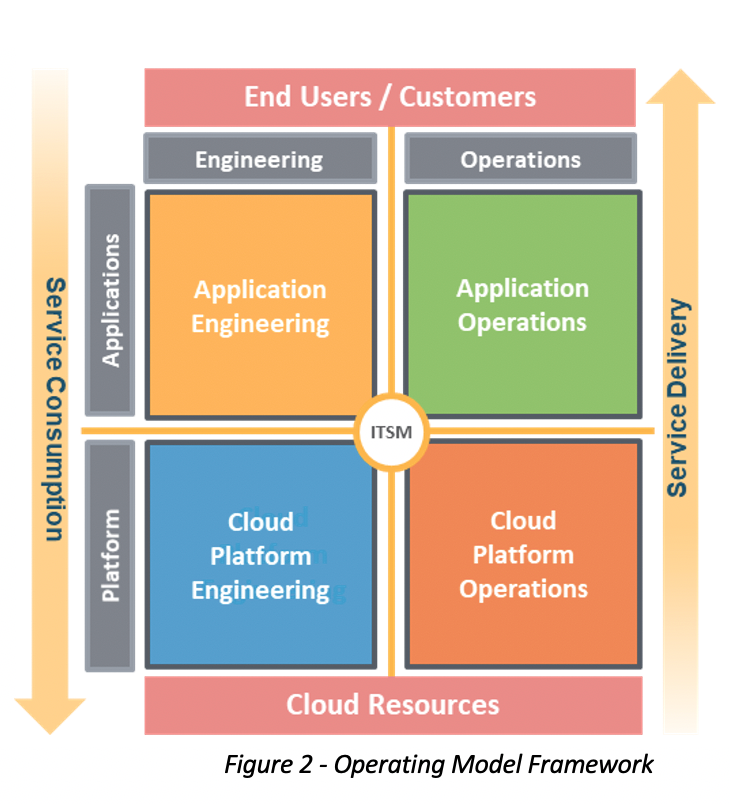 End Users / Customers
Engineering
Operations
Applications
Application
Engineering
Application
Operations
Service Consumption
Service Delivery
ITSM
Platform
Cloud
Platform
Engineering
Cloud
Platform
Operations
Cloud Resources
Figure 2 - Operating Model Framework